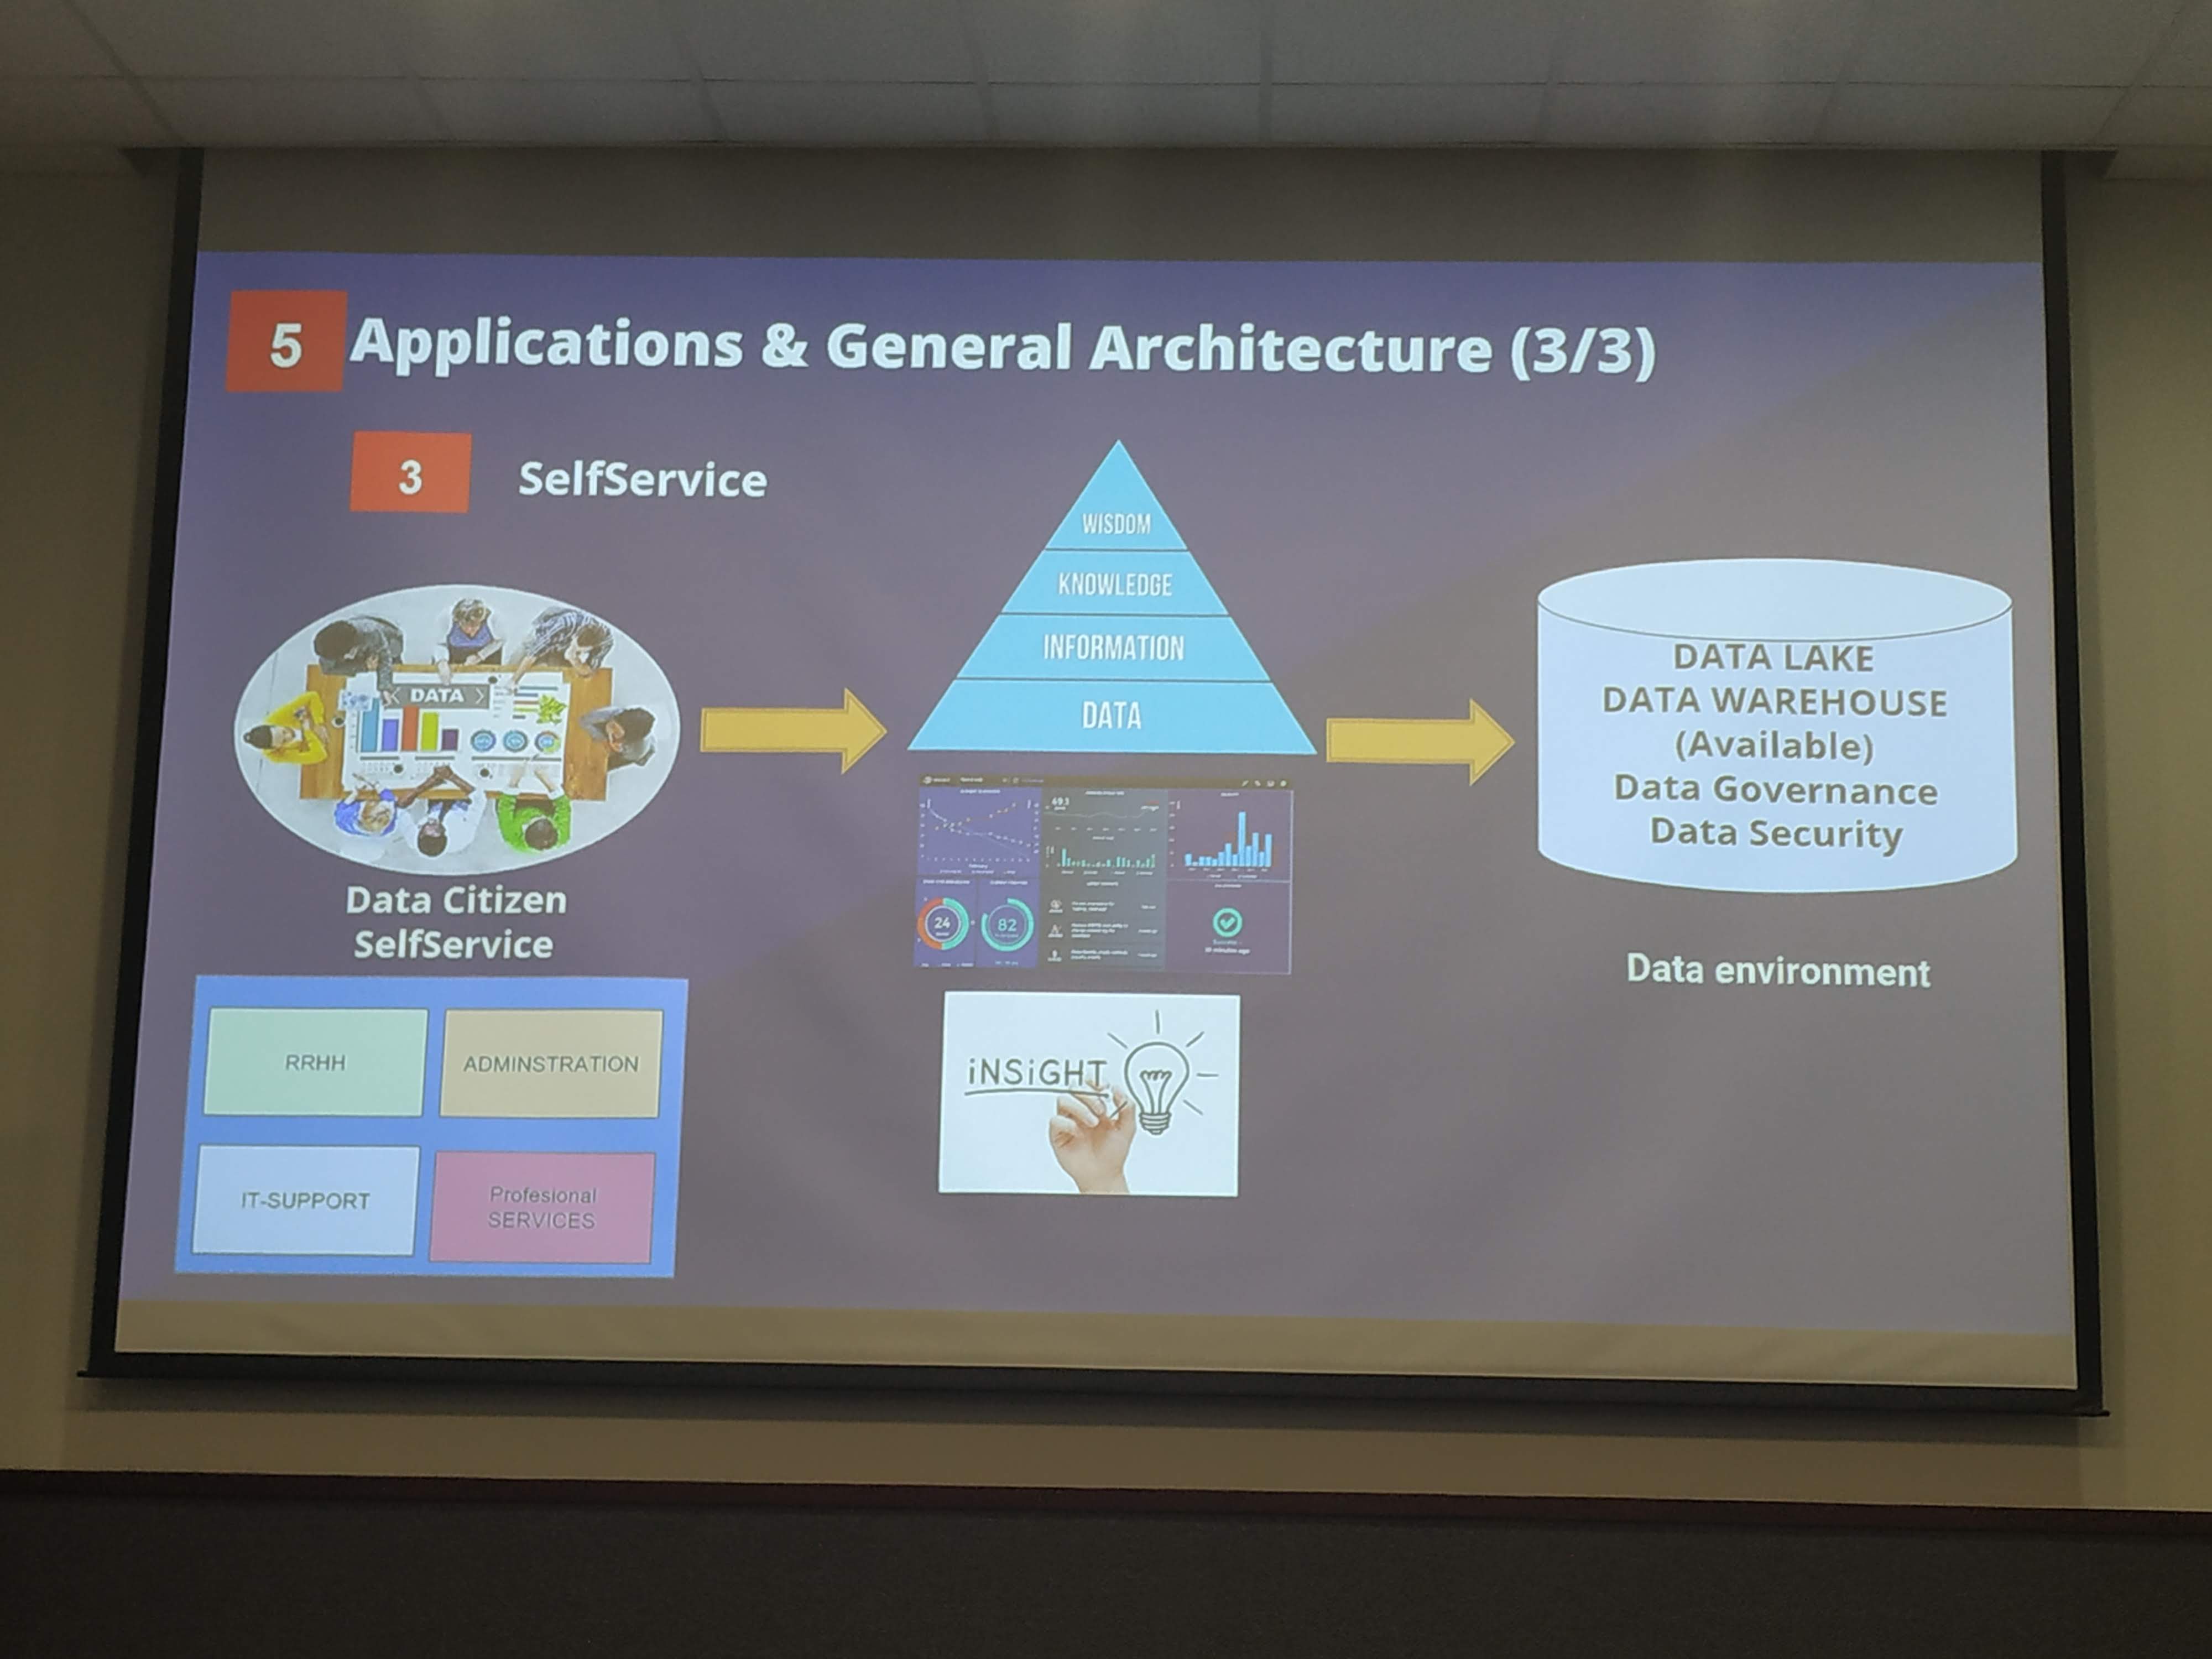 5 Applications & General Architecture (3/3)
3 SelfService
DATA
Data Citizen
SelfService
RRHH
ADMINSTRATION
IT-SUPPORT
Profesional
SERVICES
WISDOM
KNOWLEDGE
INFORMATION
DATA
24
82
iNSiGHT
DATA LAKE
DATA WAREHOUSE
(Available)
Data Governance
Data Security
Data environment